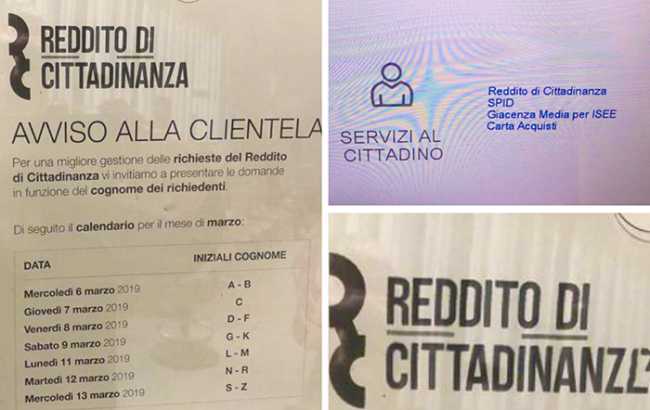 REDDITO DI
CITTADINANZA
AVVISO ALLA CLIENTELA
Per una migliore gestione delle richieste del Reddito
di Cittadinanza vi invitiamo a presentare le domande
in funzione del cognome dei richiedenti.
Di seguito il calendario per il mese di marzo:
DATA INIZIALI COGNOME
Mercoledì 6 marzo 2019 A - B
Giovedì 7 marzo 2019 C
Venerdì 8 marzo 2019 D - F
Sabato 9 marzo 2019 G - K
Lunedì 11 marzo 2019 L - M
Martedì 12 marzo 2019 N - R
Mercoledì 13 marzo 2019 S - Z
SERVIZI AL
CITTADINO
Reddito di Cittadinanza
SPID
Giacenza Media per ISEE
Carta Acquisti
REDDITO DI
CITTADINANZ